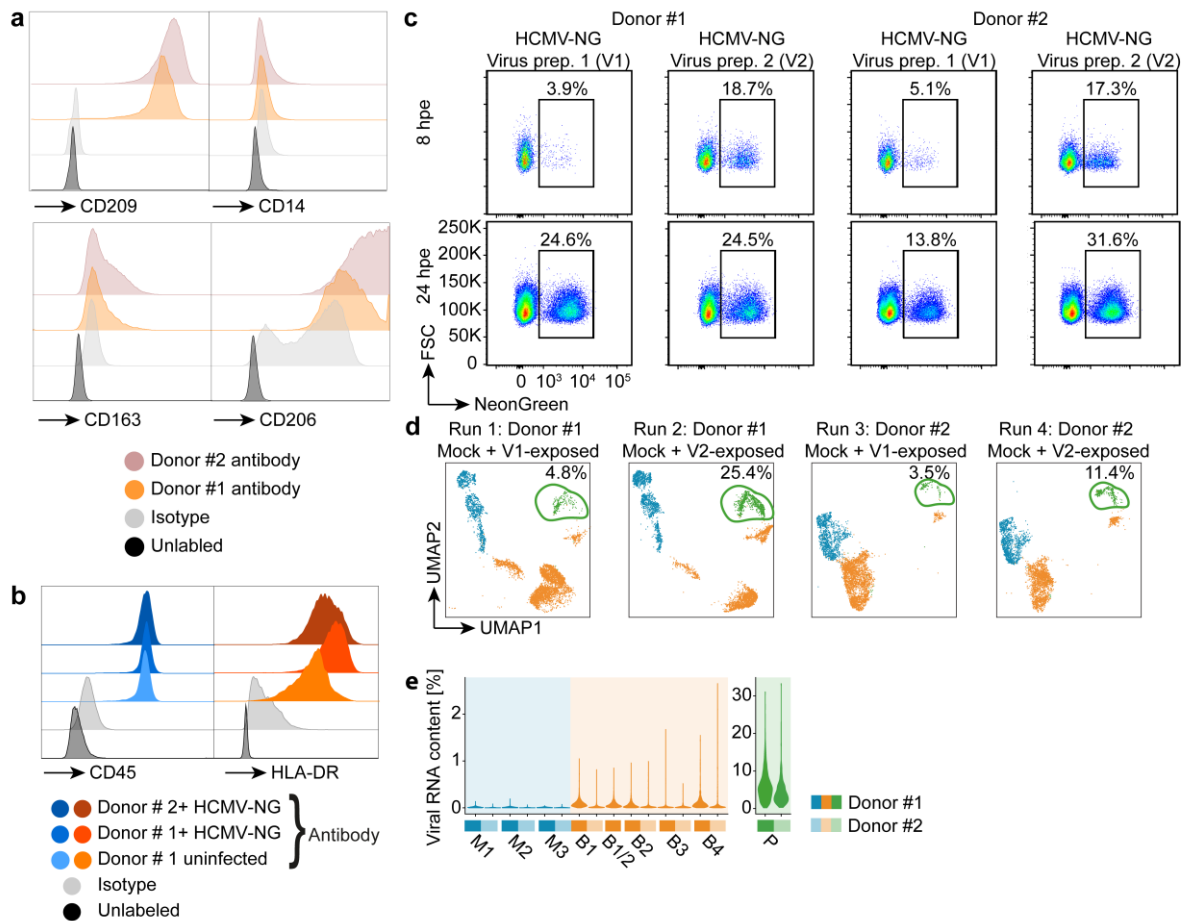 a
CD209
CD14
CD163
CD206
Donor #2 antibody
Donor #1 antibody
Isotype
Unlabled
b
CD45
HLA-DR
Donor # 2+ HCMV-NG
Donor # 1+ HCMV-NG
Donor # 1 uninfected
} Antibody
Isotype
Unlabeled
c
Donor #1
Donor #2
HCMV-NG
Virus prep. 1 (V1)
HCMV-NG
Virus prep. 2 (V2)
HCMV-NG
Virus prep. 1 (V1)
HCMV-NG
Virus prep. 2 (V2)
8 hpe
3.9%
18.7%
5.1%
17.3%
24 hpe
250K
200K
150K
100K
50K
0
24.6%
24.5%
13.8%
31.6%
0 10³ 10⁴ 10⁵
FSC
NeonGreen
d
Run 1: Donor #1
Mock + V1-exposed
4.8%
Run 2: Donor #1
Mock + V2-exposed
25.4%
Run 3: Donor #2
Mock + V1-exposed
3.5%
Run 4: Donor #2
Mock + V2-exposed
11.4%
UMAP2
UMAP1
e
Viral RNA content [%]
2
1
0
30
20
10
0
M1 M2 M3 B1 B1/2 B2 B3 B4 P
Donor #1
Donor #2